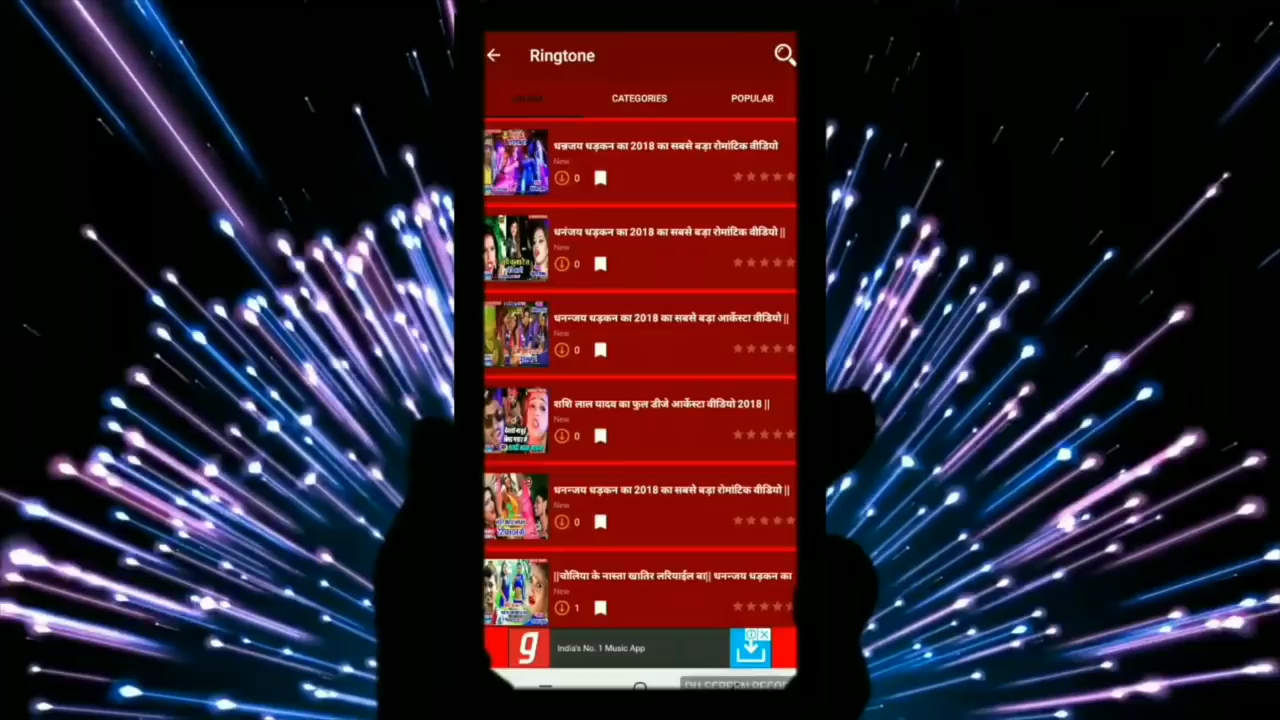 Ringtone
CATEGORIES
POPULAR
धन्नजय धड़कन का 2018 का सबसे बड़ा रोमांटिक वीडियो
New
0
धनंजय धड़कन का 2018 का सबसे बड़ा रोमांटिक वीडियो ||
New
0
धनन्जय धड़कन का 2018 का सबसे बड़ा आर्केस्टा वीडियो ||
New
0
शशि लाल यादव का फुल डीजे आर्केस्टा वीडियो 2018 ||
New
0
धनन्जय धड़कन का 2018 का सबसे बड़ा रोमांटिक वीडियो ||
New
0
||चोलिया के नास्ता खातिर लरियाईल बा|| धनन्जय धड़कन का
New
1
g
India's No. 1 Music App